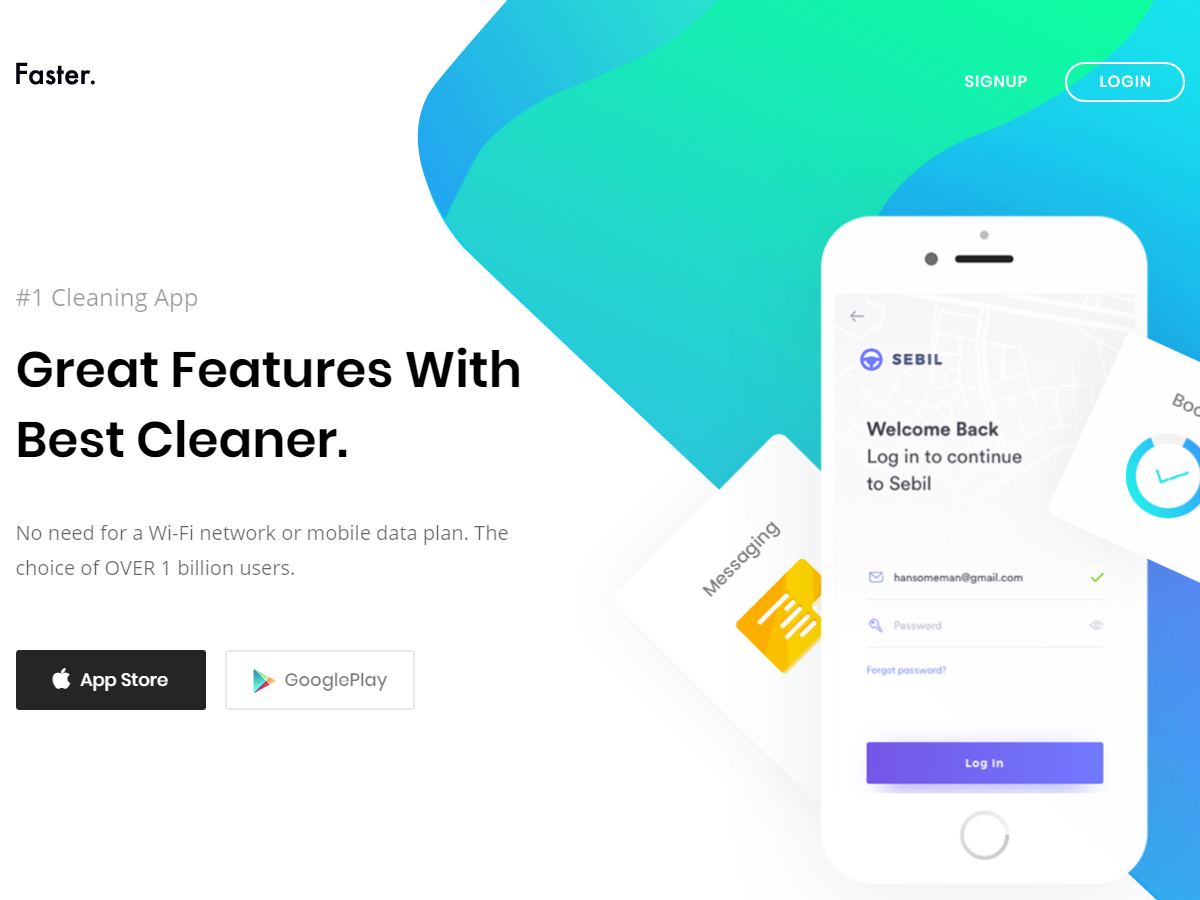 Faster.
SIGNUP
LOGIN
#1 Cleaning App
Great Features With
Best Cleaner.
No need for a Wi-Fi network or mobile data plan. The
choice of OVER 1 billion users.
App Store
GooglePlay
Messaging
SEBIL
Welcome Back
Log in to continue
to Sebil
hansomeman@gmail.com
Password
Forgot password?
Log In